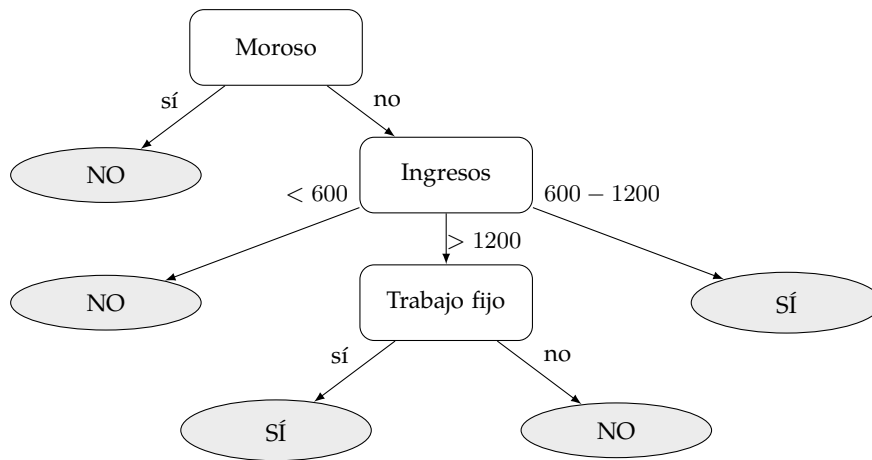 Moroso
sí
no
NO
Ingresos
< 600
600 − 1200
> 1200
NO
Trabajo fijo
SÍ
sí
no
SÍ
NO